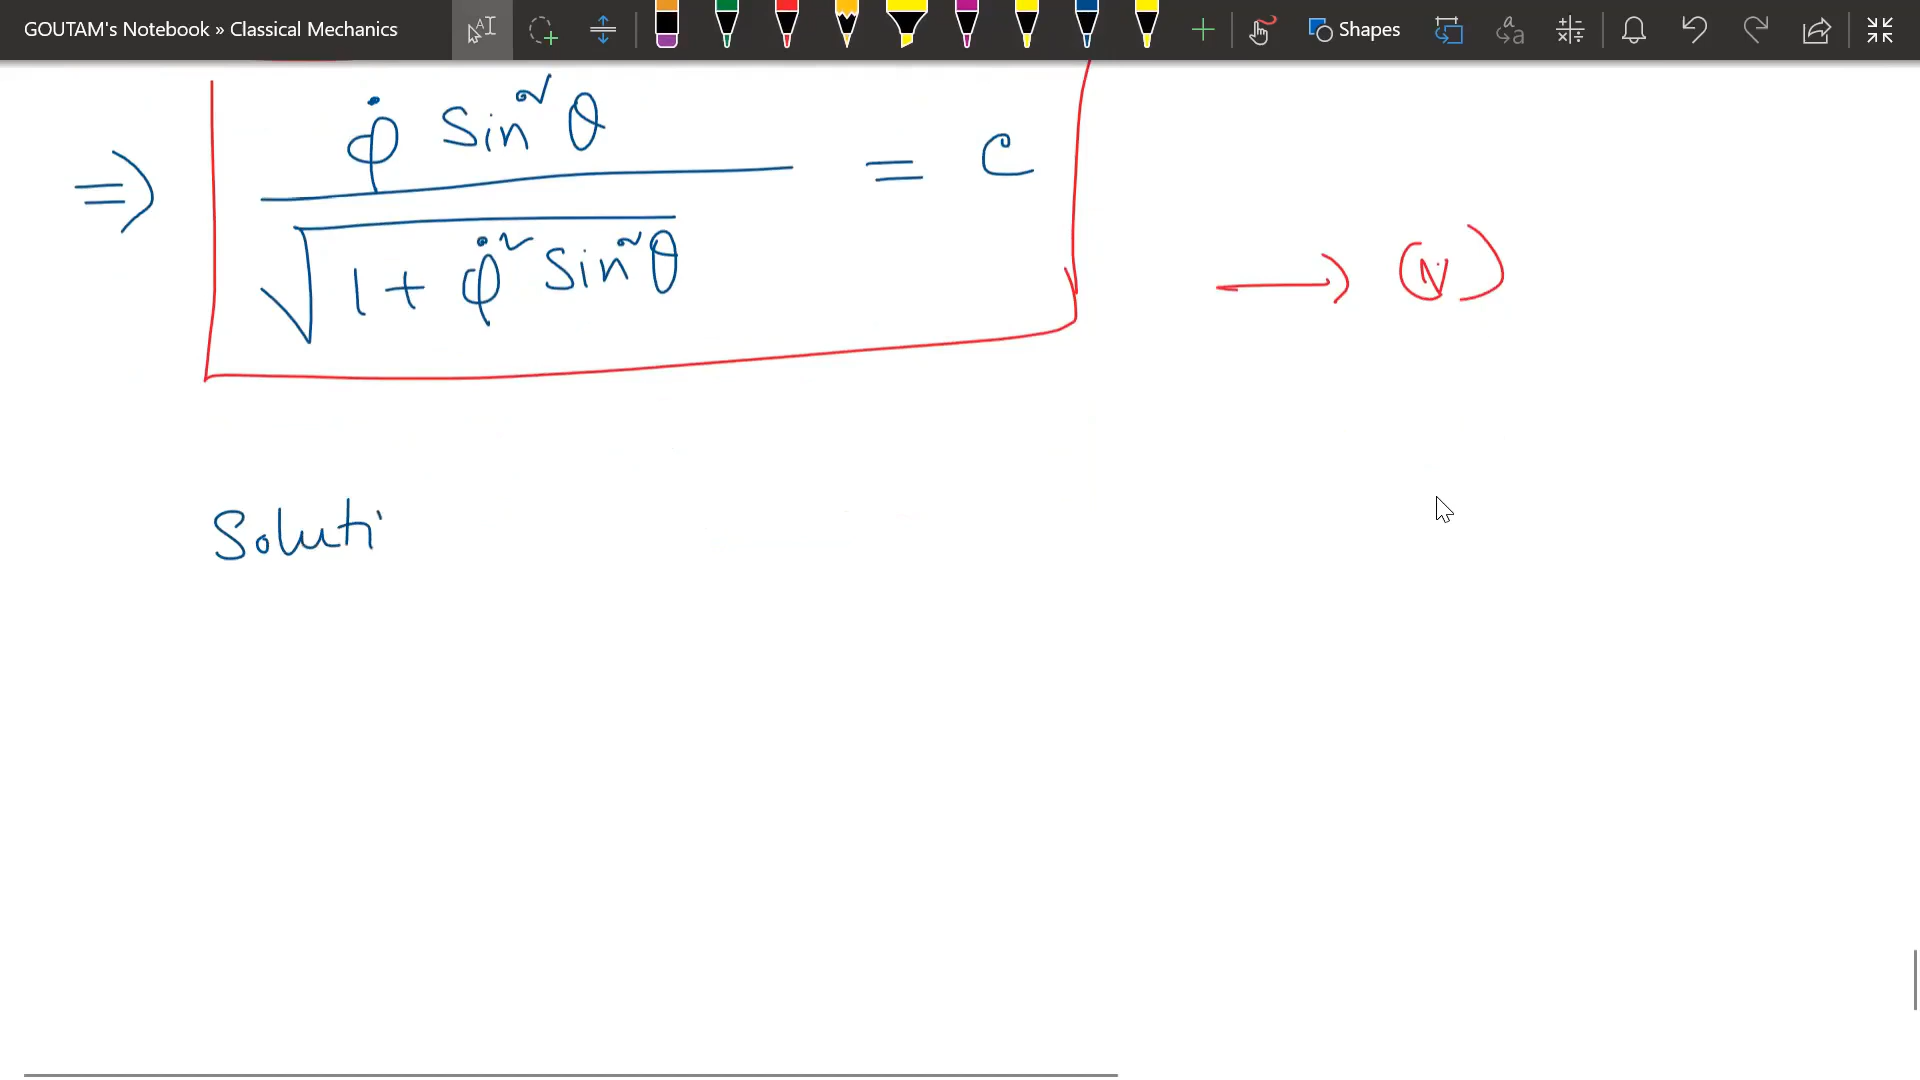 GOUTAM's Notebook » Classical Mechanics
Shapes
⇒ φ̇ sin²θ / √(1 + φ̇² sin²θ) = c
→ (V)
Soluti